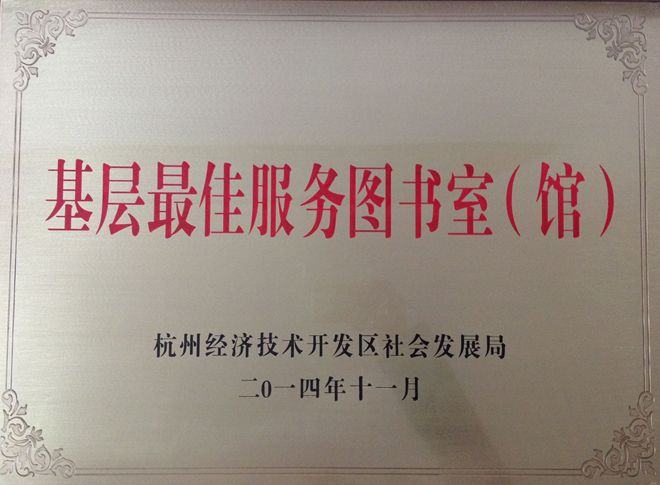 基层最佳服务图书室（馆）
杭州经济技术开发区社会发展局
二0一四年十一月